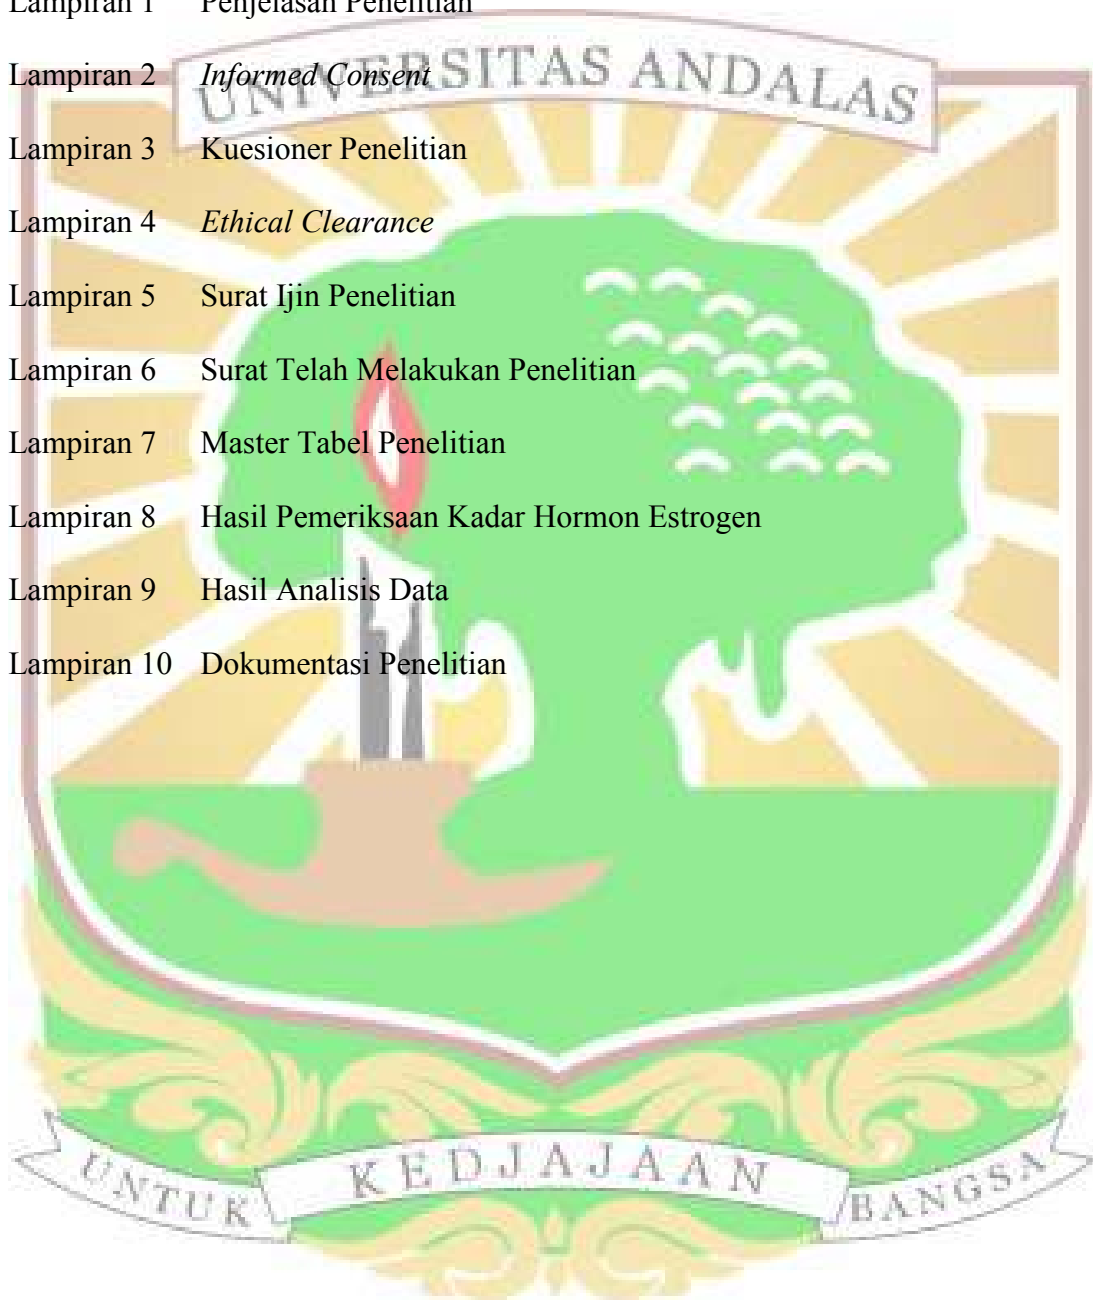 Lampiran 1 Penjelasan Penelitian
UNIVERSITAS ANDALAS
Lampiran 2 Informed Consent
Lampiran 3 Kuesioner Penelitian
Lampiran 4 Ethical Clearance
Lampiran 5 Surat Ijin Penelitian
Lampiran 6 Surat Telah Melakukan Penelitian
Lampiran 7 Master Tabel Penelitian
Lampiran 8 Hasil Pemeriksaan Kadar Hormon Estrogen
Lampiran 9 Hasil Analisis Data
Lampiran 10 Dokumentasi Penelitian
UNTUK KEDJAJAAN BANGSA